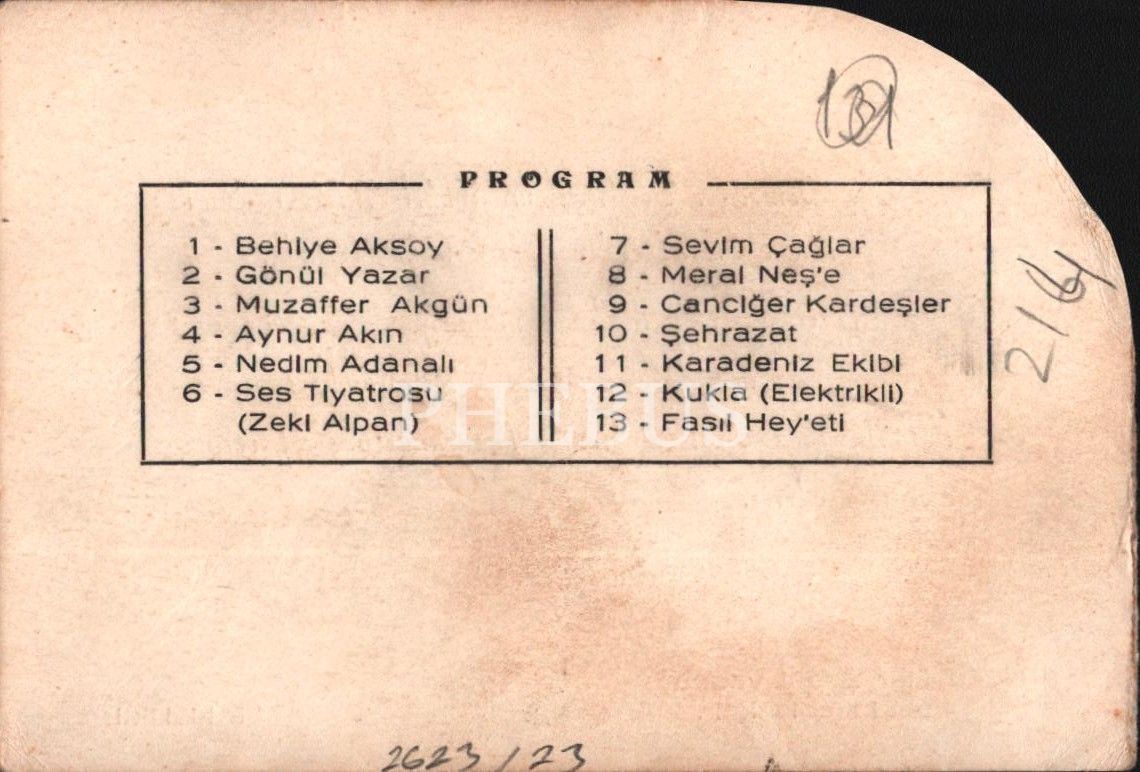 PROGRAM
1 - Behiye Aksoy
2 - Gönül Yazar
3 - Muzaffer Akgün
4 - Aynur Akın
5 - Nedim Adanalı
6 - Ses Tiyatrosu
(Zeki Alpan)
7 - Sevim Çağlar
8 - Meral Neş'e
9 - Canciğer Kardeşler
10 - Şehrazat
11 - Karadeniz Ekibi
12 - Kukla (Elektrikli)
13 - Fasıl Hey'eti
PHEBUS
2623 / 23